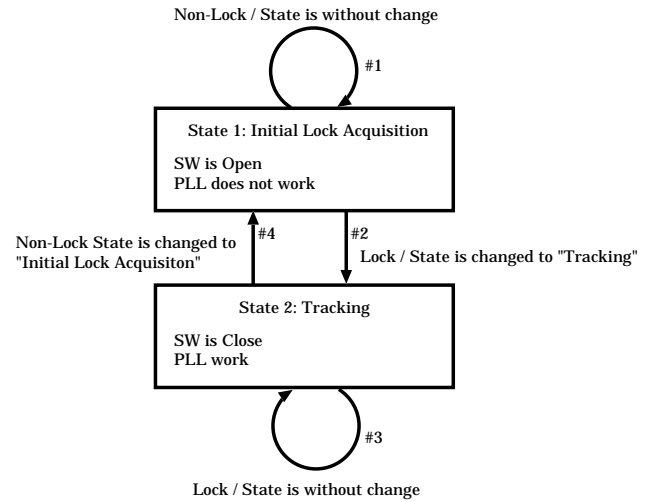 Non-Lock / State is without change
#1
State 1: Initial Lock Acquisition
SW is Open
PLL does not work
Non-Lock State is changed to
"Initial Lock Acquisiton"
#4
#2
Lock / State is changed to "Tracking"
State 2: Tracking
SW is Close
PLL work
#3
Lock / State is without change